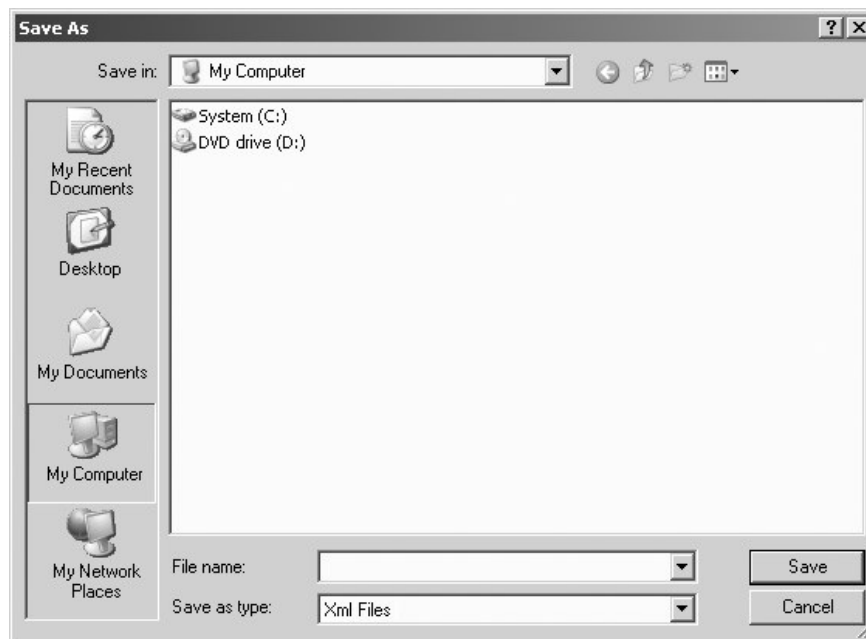 Save As
Save in:
My Computer
System (C:)
DVD drive (D:)
My Recent
Documents
Desktop
My Documents
My Computer
My Network
Places
File name:
Save
Save as type:
Xml Files
Cancel